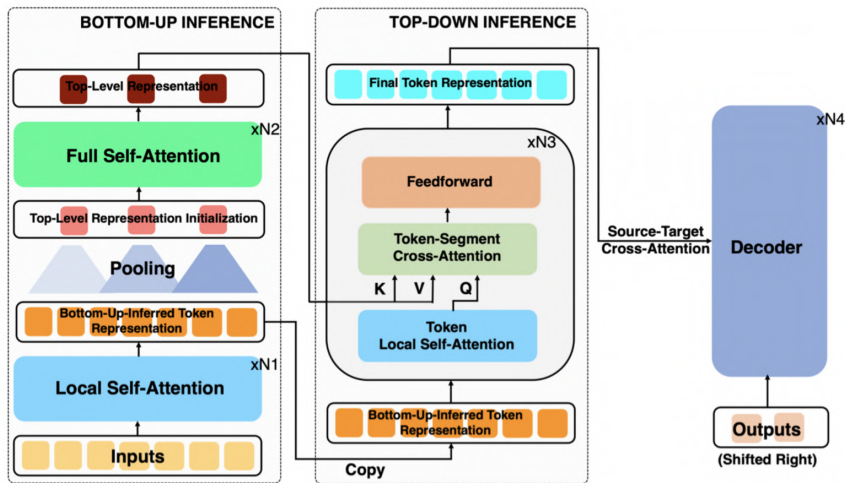 BOTTOM-UP INFERENCE
Top-Level Representation
xN2
Full Self-Attention
Top-Level Representation Initialization
Pooling
Bottom-Up-Inferred Token
Representation
xN1
Local Self-Attention
Inputs
Copy
TOP-DOWN INFERENCE
Final Token Representation
xN3
Feedforward
Token-Segment
Cross-Attention
K V Q
Token
Local Self-Attention
Bottom-Up-Inferred Token
Representation
Source-Target
Cross-Attention
xN4
Decoder
Outputs
(Shifted Right)